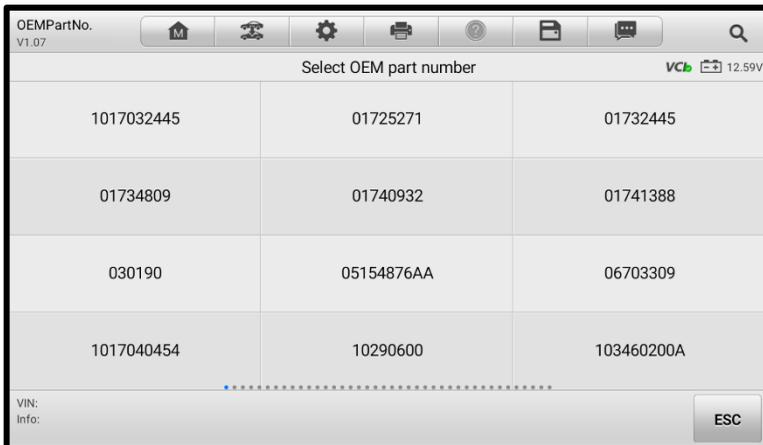 OEMPartNo.
V1.07
M
Select OEM part number
VCI 12.59V
1017032445 01725271 01732445
01734809 01740932 01741388
030190 05154876AA 06703309
1017040454 10290600 103460200A
VIN:
Info:
ESC